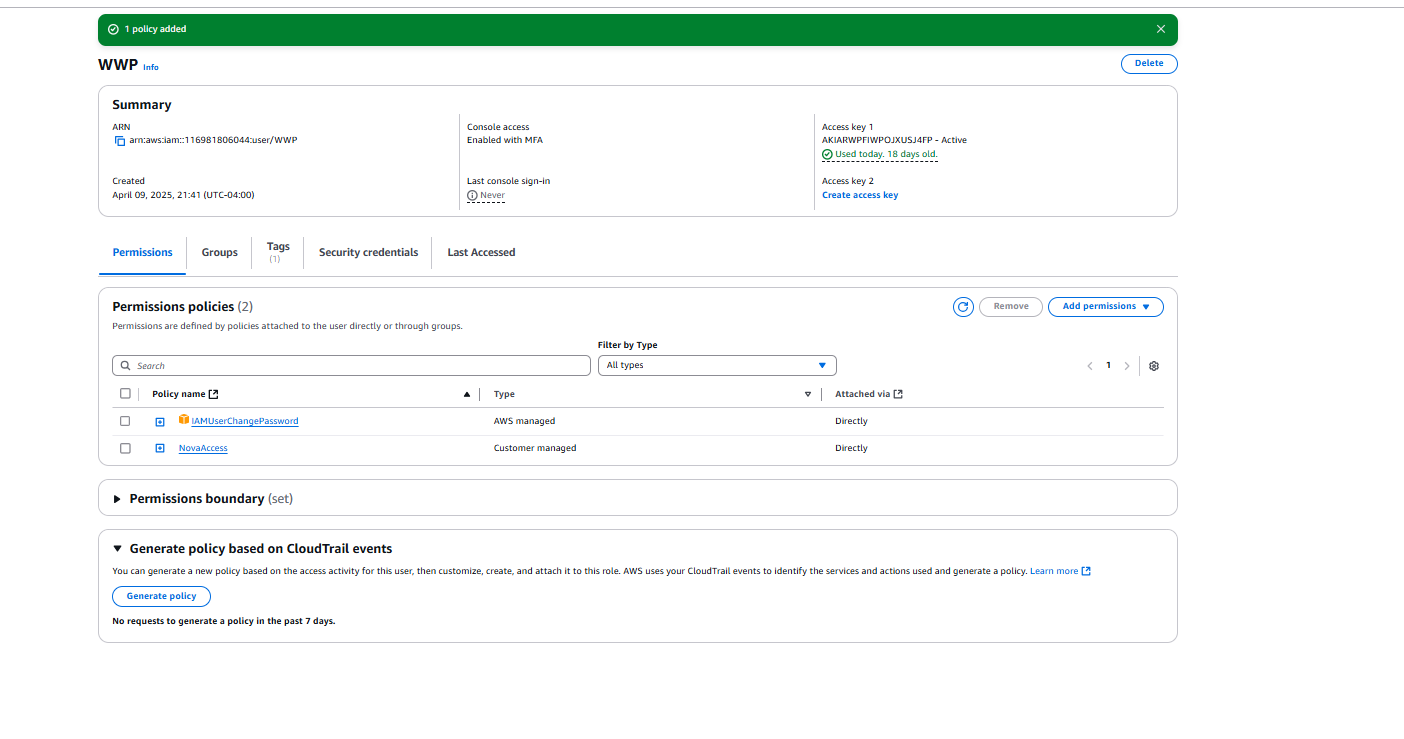 1 policy added
WWP Info
Delete
Summary
ARN
arn:aws:iam::116981806044:user/WWP
Console access
Enabled with MFA
Access key 1
AKIARWPFIWPOJXUSJ4FP - Active
Used today. 18 days old.
Created
April 09, 2025, 21:41 (UTC-04:00)
Last console sign-in
Never
Access key 2
Create access key
Permissions
Groups
Tags
(1)
Security credentials
Last Accessed
Permissions policies (2)
Remove
Add permissions
Permissions are defined by policies attached to the user directly or through groups.
Filter by Type
Search
All types
1
Policy name
Type
Attached via
IAMUserChangePassword
AWS managed
Directly
NovaAccess
Customer managed
Directly
Permissions boundary (set)
Generate policy based on CloudTrail events
You can generate a new policy based on the access activity for this user, then customize, create, and attach it to this role. AWS uses your CloudTrail events to identify the services and actions used and generate a policy. Learn more
Generate policy
No requests to generate a policy in the past 7 days.